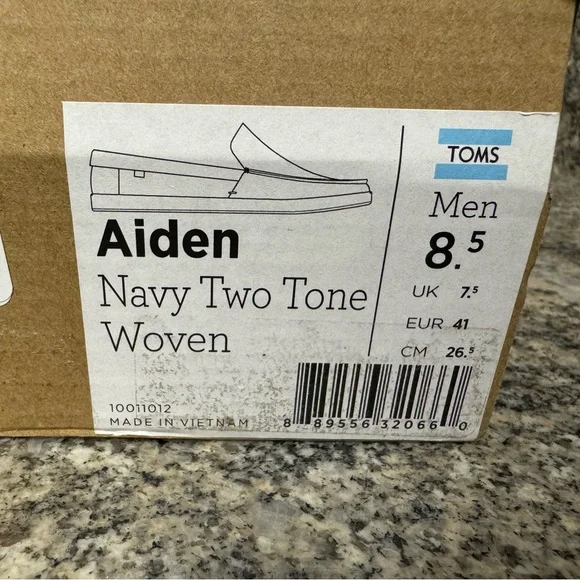 TOMS
Men
8.5
UK 7.5
EUR 41
CM 26.5
Aiden
Navy Two Tone
Woven
10011012
MADE IN VIETNAM
8 89556 32066 0